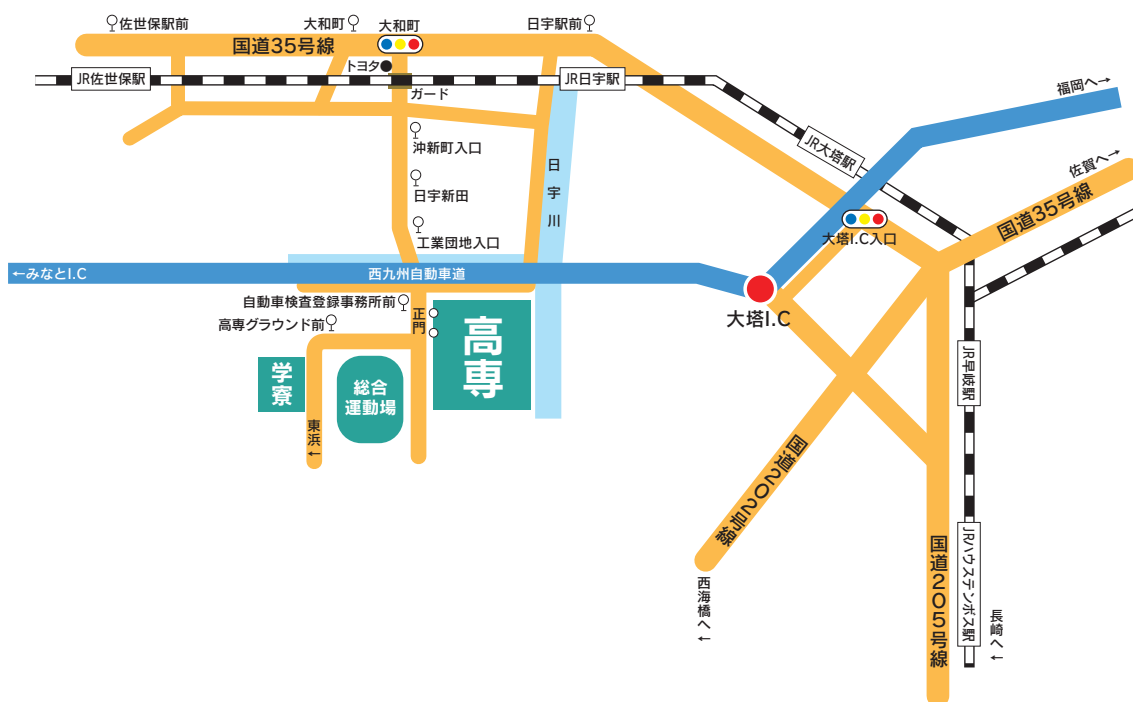 佐世保駅前
大和町
大和町
日宇駅前
国道35号線
トヨタ
JR佐世保駅
JR日宇駅
ガード
福岡へ→
沖新町入口
JR大塔駅
佐賀へ→
日宇川
日宇新田
国道35号線
工業団地入口
大塔I.C入口
←みなとI.C
西九州自動車道
自動車検査登録事務所前
正門
高専グラウンド前
高専
大塔I.C
学寮
総合
運動場
JR早岐駅
東浜←
国道202号線
国道205号線
JRハウステンボス駅
西海橋へ←
長崎へ←